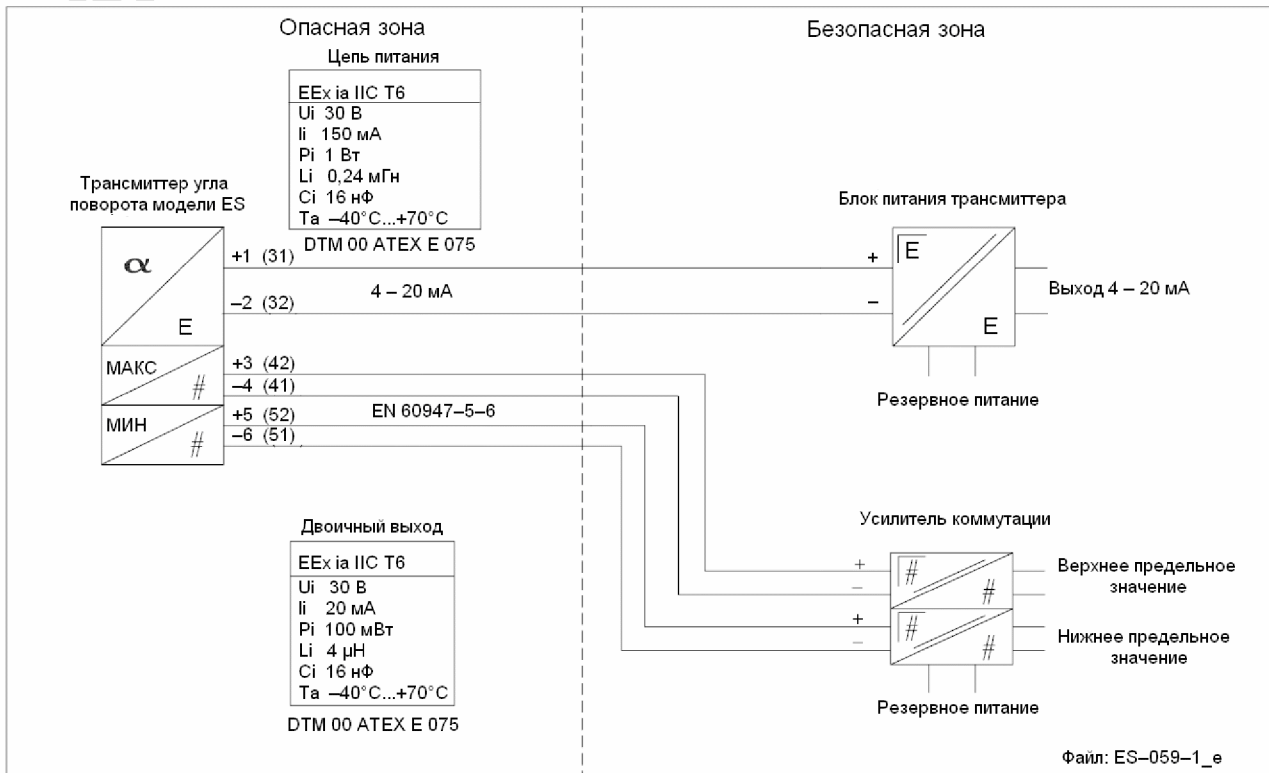 Опасная зона
Безопасная зона
Цепь питания
EEx ia IIC T6
Ui 30 В
Ii 150 мА
Pi 1 Вт
Li 0,24 мГн
Ci 16 нФ
Ta –40°C...+70°C
DTM 00 ATEX E 075
Трансмиттер угла
поворота модели ES
Блок питания трансмиттера
α
E
+1 (31)
–2 (32)
4 – 20 мА
+
–
E
E
Выход 4 – 20 мА
Резервное питание
МАКС
#
+3 (42)
–4 (41)
МИН
#
+5 (52)
–6 (51)
EN 60947–5–6
Двоичный выход
EEx ia IIC T6
Ui 30 В
Ii 20 мА
Pi 100 мВт
Li 4 µH
Ci 16 нФ
Ta –40°C...+70°C
DTM 00 ATEX E 075
Усилитель коммутации
+
–
#
#
Верхнее предельное
значение
+
–
#
#
Нижнее предельное
значение
Резервное питание
Файл: ES–059–1_e